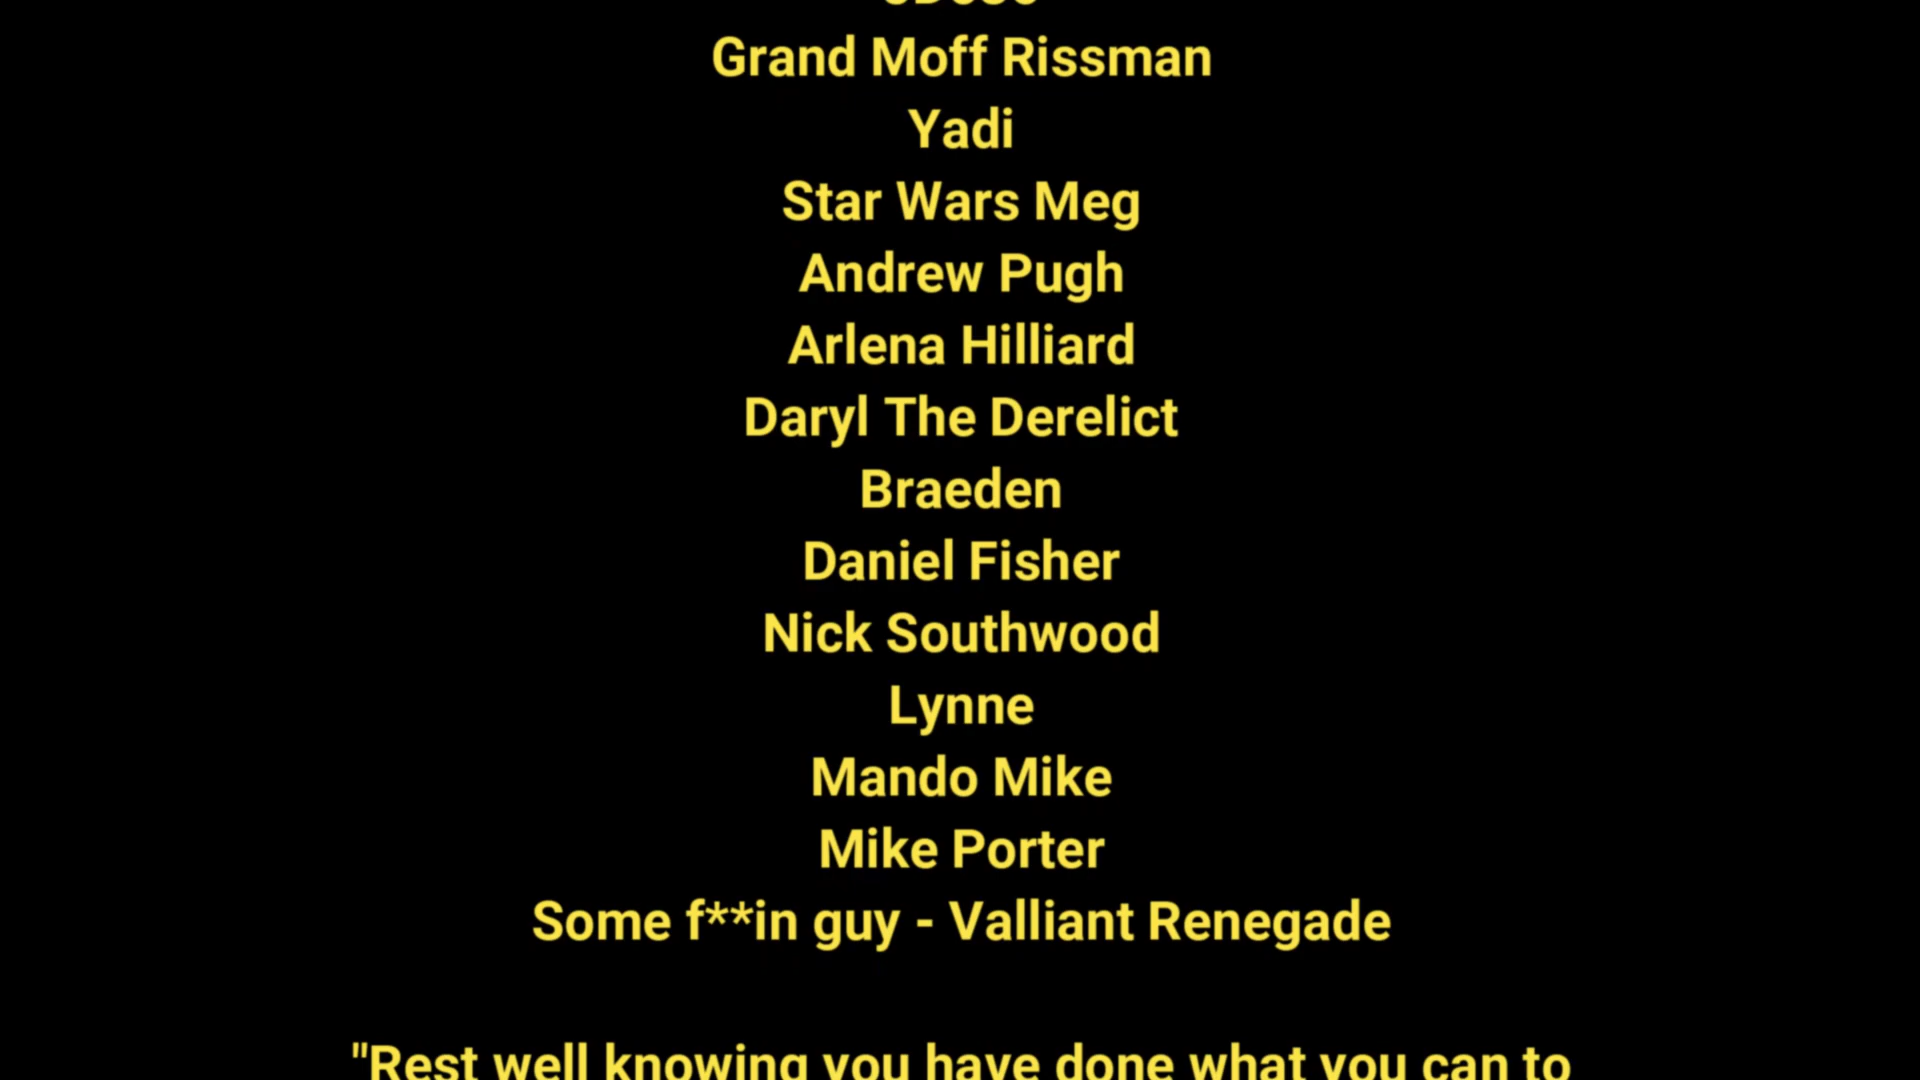 Grand Moff Rissman
Yadi
Star Wars Meg
Andrew Pugh
Arlena Hilliard
Daryl The Derelict
Braeden
Daniel Fisher
Nick Southwood
Lynne
Mando Mike
Mike Porter
Some f**in guy - Valliant Renegade
"Rest well knowing you have done what you can to